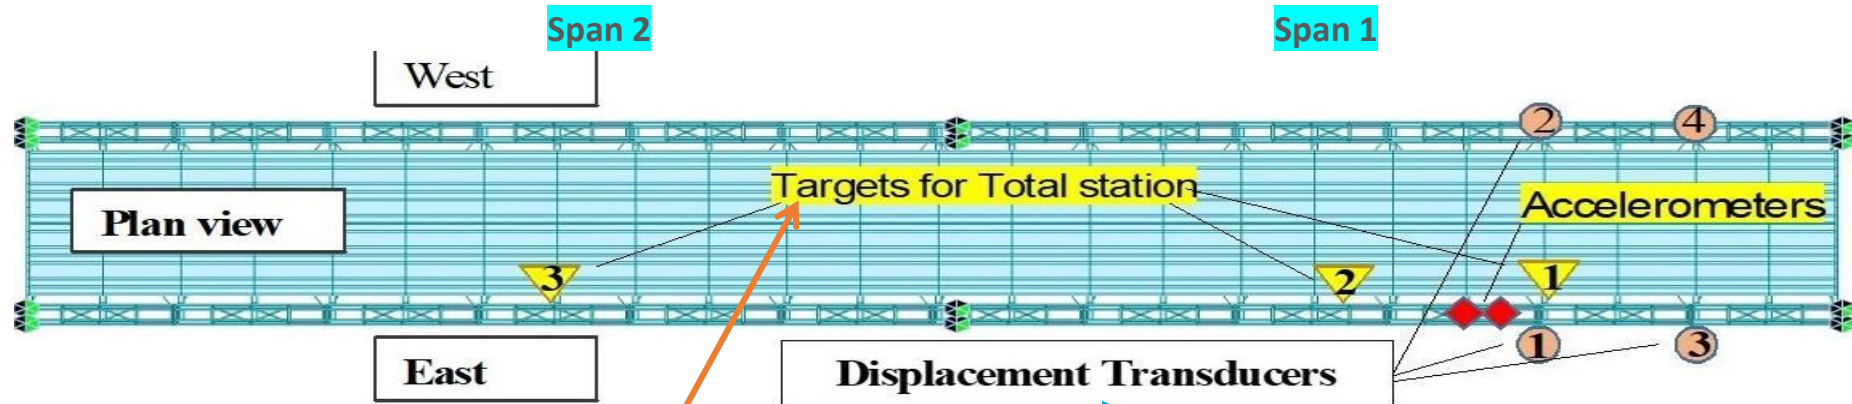 Span 2
Span 1
West
2
4
Targets for Total station
Accelerometers
Plan view
3
2
1
1
3
East
Displacement Transducers